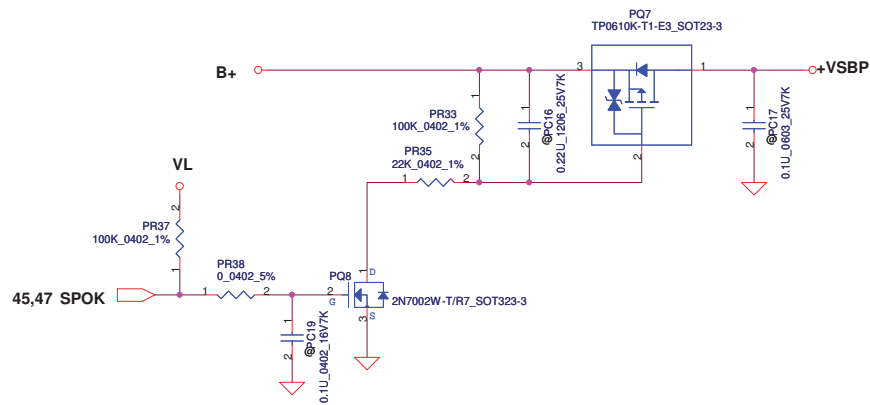 PQ7
TP0610K-T1-E3_SOT23-3
B+
3
1
+VSBP
1
PR33
100K_0402_1%
2
1
2
@PC16
0.22U_1206_25V7K
1
2
@PC17
0.1U_0603_25V7K
2
PR35
22K_0402_1%
1
2
VL
2
PR37
100K_0402_1%
1
PR38
0_0402_5%
45,47 SPOK
1
2
PQ8
2
G
1
D
3
S
2N7002W-T/R7_SOT323-3
1
2
@PC19
0.1U_0402_16V7K